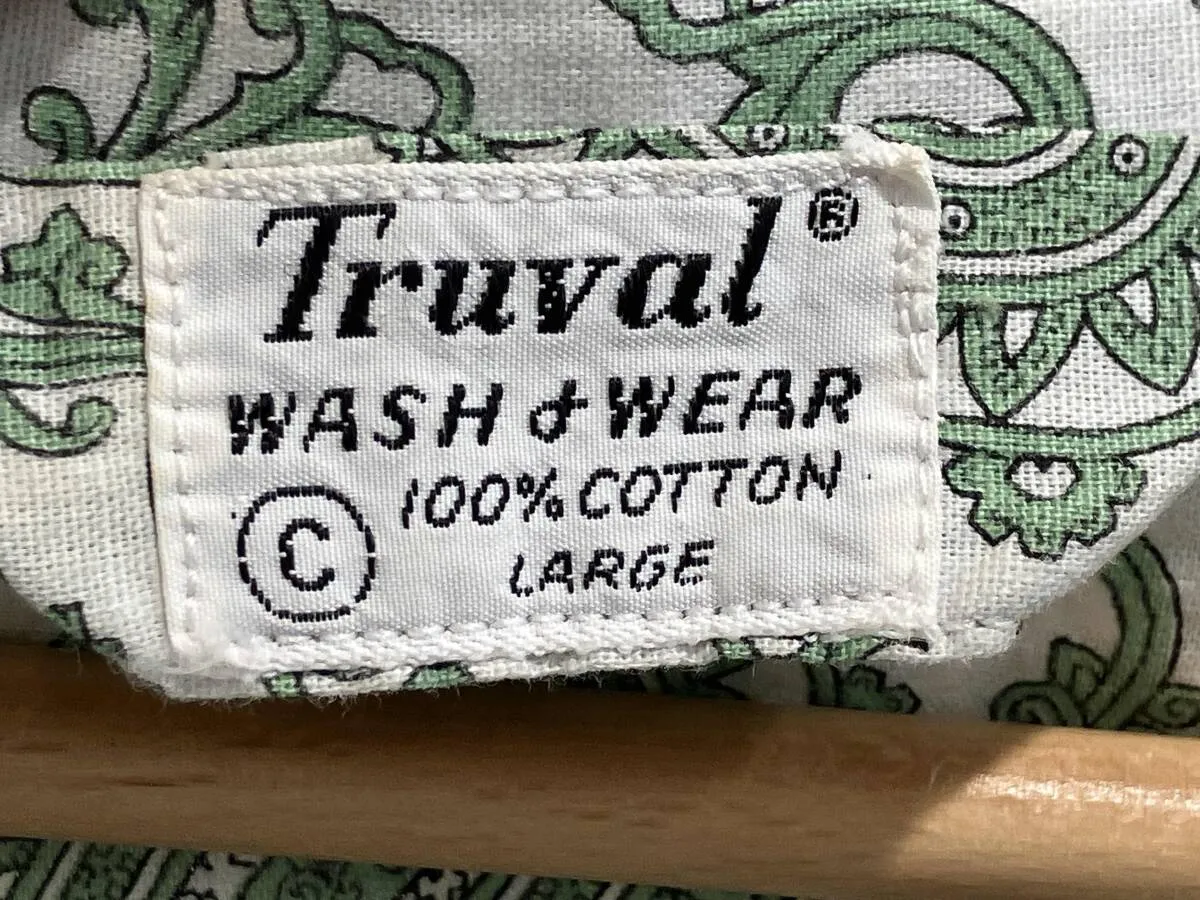 Truval ®
WASH & WEAR
100% COTTON
© LARGE